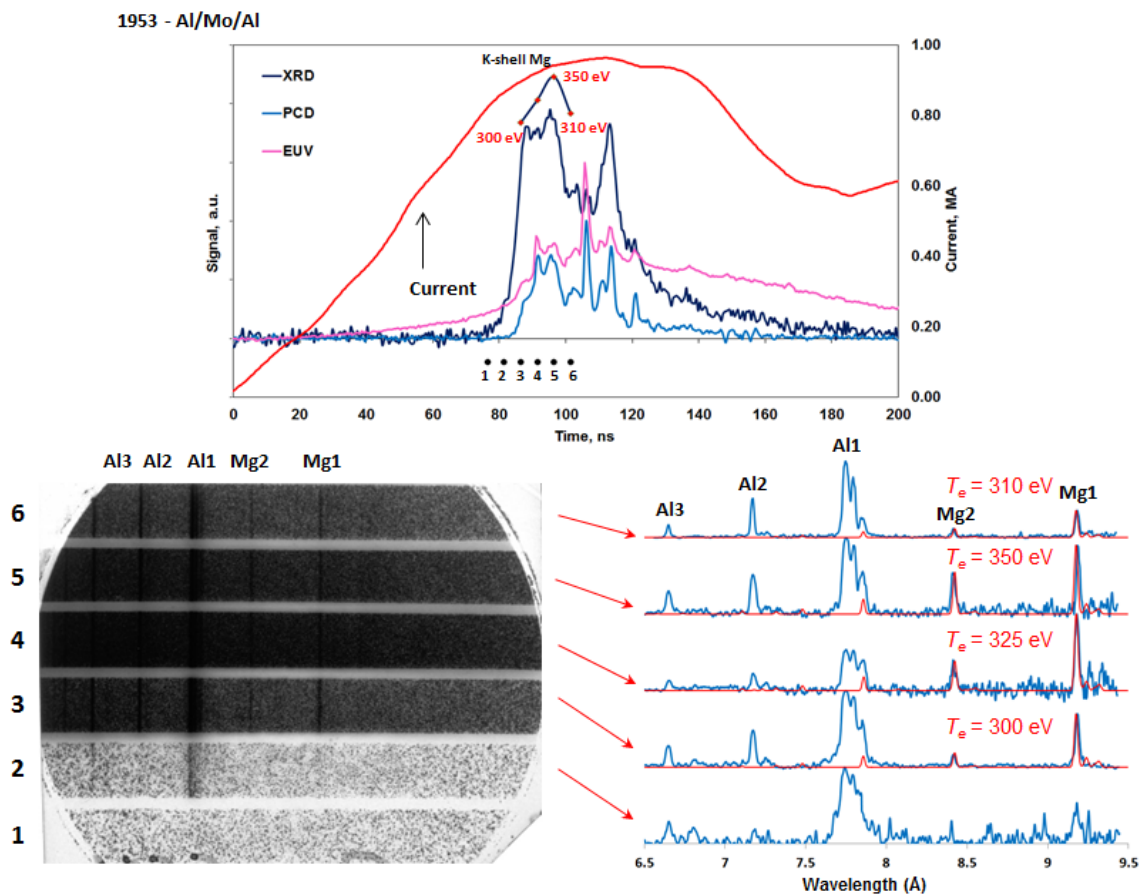 1953 - Al/Mo/Al
1.00
K-shell Mg
XRD
350 eV
PCD
0.80
300 eV
310 eV
EUV
0.60
Signal, a.u.
Current, MA
0.40
Current
0.20
1 2 3 4 5 6
0.00
0 20 40 60 80 100 120 140 160 180 200
Time, ns
Al3 Al2 Al1 Mg2 Mg1
6
5
4
3
2
1
Al1
Al2
Te = 310 eV
Mg1
Al3
Mg2
Te = 350 eV
Te = 325 eV
Te = 300 eV
6.5 7 7.5 8 8.5 9 9.5
Wavelength (Å)